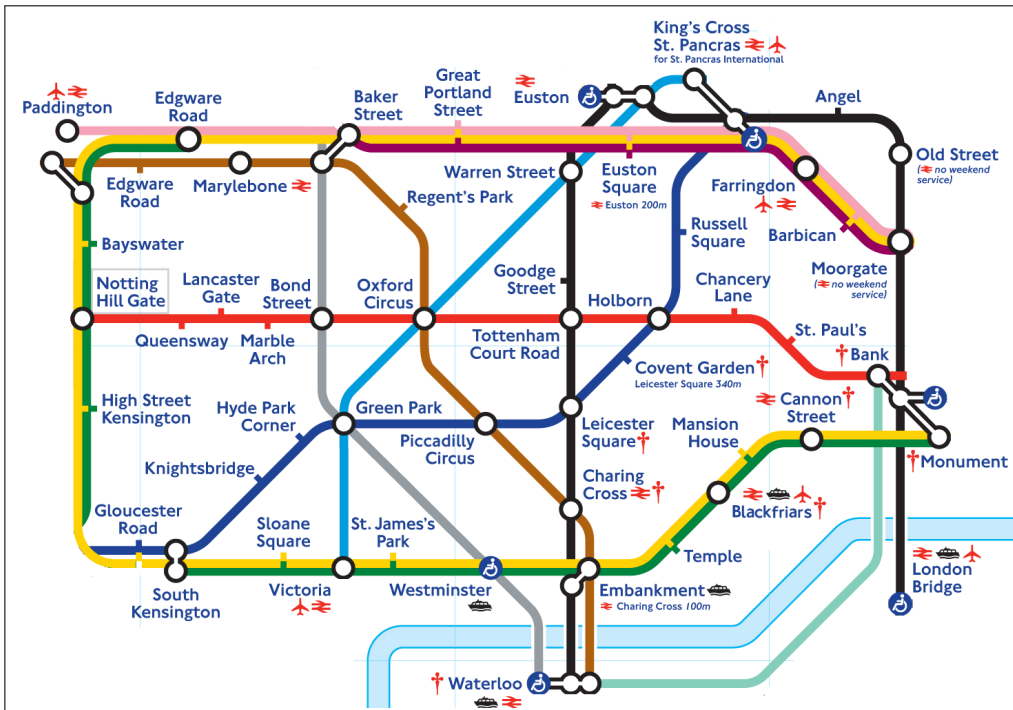 King's Cross
St. Pancras
for St. Pancras International
Paddington
Edgware
Road
Baker
Street
Great
Portland
Street
Euston
Angel
Old Street
(no weekend
service)
Edgware
Road
Marylebone
Regent's Park
Warren Street
Euston
Square
Euston 200m
Farringdon
Barbican
Russell
Square
Moorgate
(no weekend
service)
Bayswater
Notting
Hill Gate
Lancaster
Gate
Bond
Street
Oxford
Circus
Goodge
Street
Holborn
Chancery
Lane
Queensway
Marble
Arch
Tottenham
Court Road
St. Paul's
Bank
Covent Garden
Leicester Square 340m
High Street
Kensington
Hyde Park
Corner
Green Park
Piccadilly
Circus
Leicester
Square
Cannon
Street
Mansion
House
Monument
Knightsbridge
Charing
Cross
Blackfriars
Gloucester
Road
Sloane
Square
St. James's
Park
Temple
South
Kensington
Victoria
Westminster
Embankment
Charing Cross 100m
London
Bridge
Waterloo